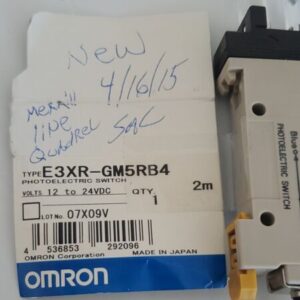 New
4/16/15
merrill
line
Quadrel SAC
TYPE E3XR-GM5RB4
PHOTOELECTRIC SWITCH
VOLTS 12 to 24VDC QTY. 2m
1
LOT No. 07X09V
4 536853 292096
OMRON Corporation MADE IN JAPAN
OMRON
PHOTOELECTRIC SWITCH